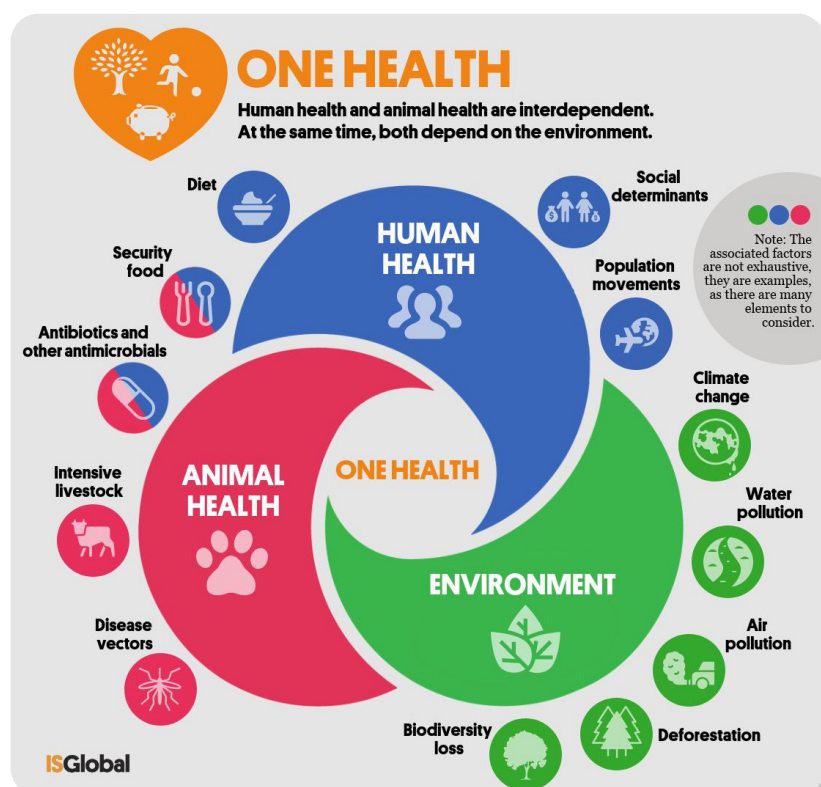 ONE HEALTH
Human health and animal health are interdependent.
At the same time, both depend on the environment.
Diet
Social
determinants
HUMAN
HEALTH
Note: The
associated factors
are not exhaustive,
they are examples,
as there are many
elements to
consider.
Security
food
Population
movements
Antibiotics and
other antimicrobials
Climate
change
ANIMAL
HEALTH
ONE HEALTH
Intensive
livestock
Water
pollution
ENVIRONMENT
Disease
vectors
Air
pollution
Biodiversity
loss
Deforestation
ISGlobal